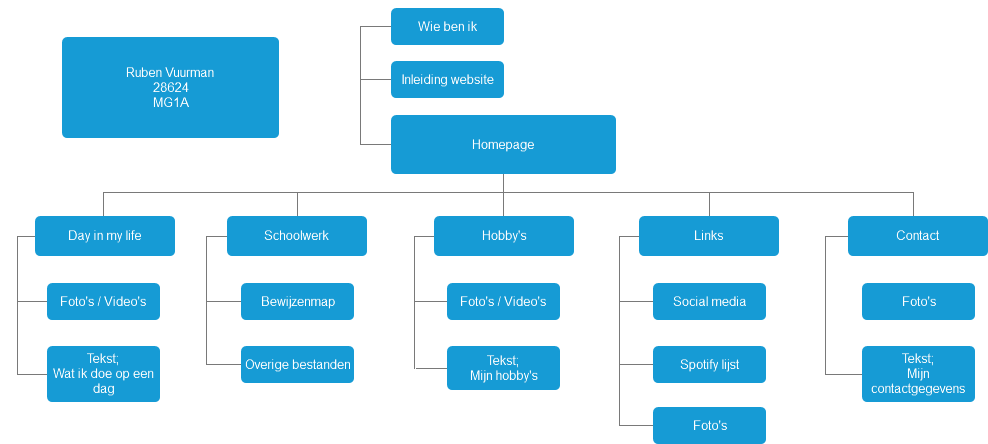 Wie ben ik
Ruben Vuurman
28624
MG1A
Inleiding website
Homepage
Day in my life
Schoolwerk
Hobby's
Links
Contact
Foto's / Video's
Bewijzenmap
Foto's / Video's
Social media
Foto's
Tekst;
Wat ik doe op een
dag
Overige bestanden
Tekst;
Mijn hobby's
Spotify lijst
Tekst;
Mijn
contactgegevens
Foto's